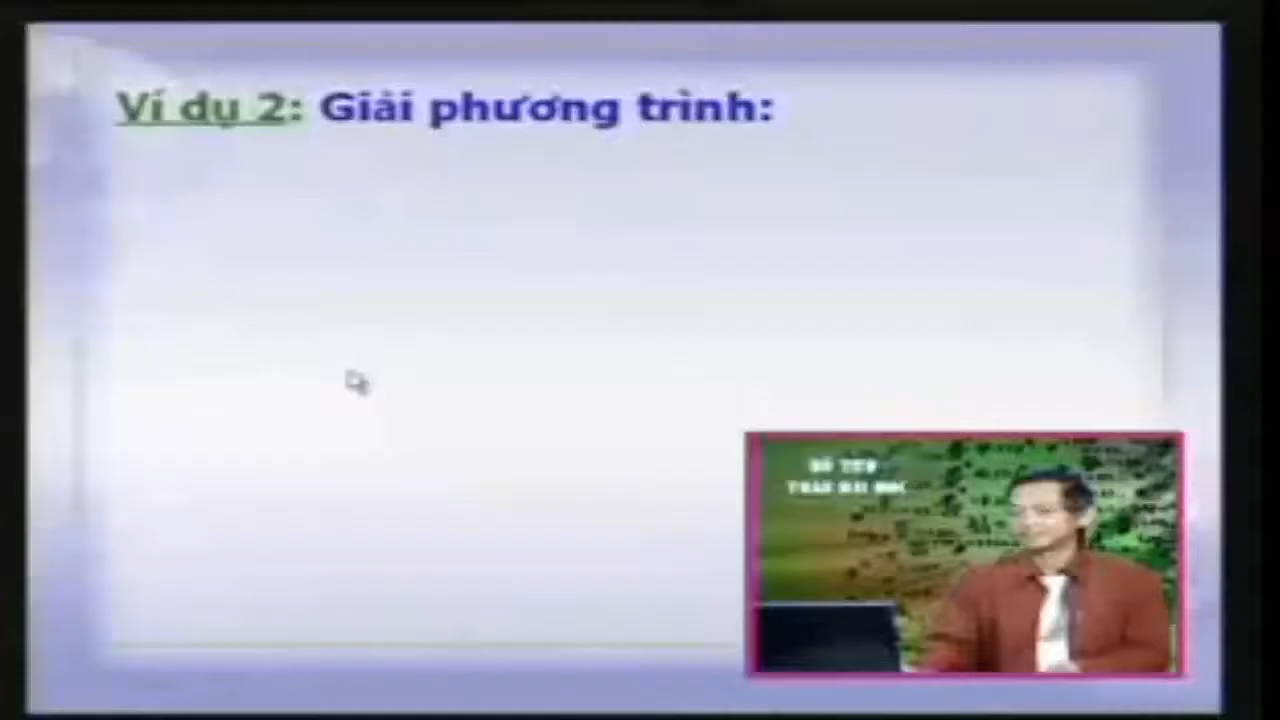 Ví dụ 2: Giải phương trình: